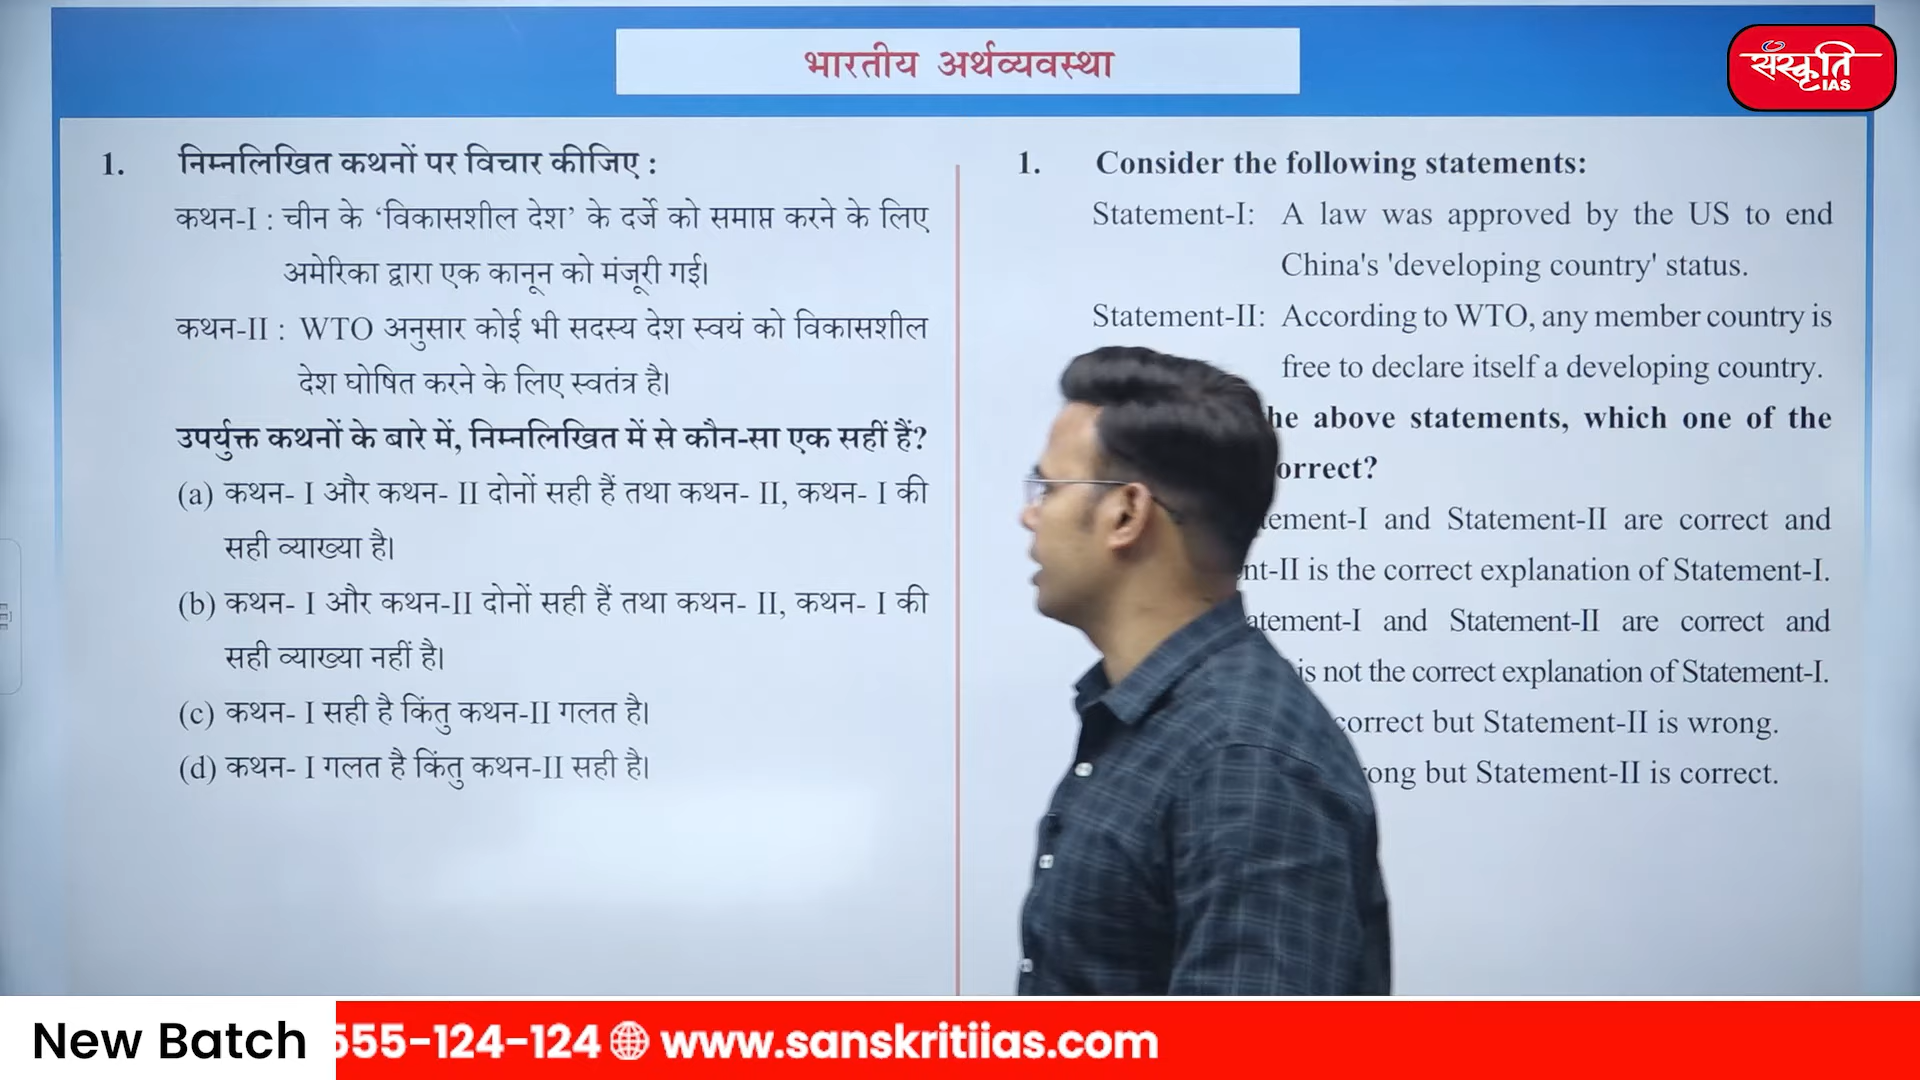 भारतीय अर्थव्यवस्था
संस्कृति
IAS
1. निम्नलिखित कथनों पर विचार कीजिए :
कथन-I : चीन के ‘विकासशील देश’ के दर्जे को समाप्त करने के लिए
अमेरिका द्वारा एक कानून को मंजूरी गई।
कथन-II : WTO अनुसार कोई भी सदस्य देश स्वयं को विकासशील
देश घोषित करने के लिए स्वतंत्र है।
उपर्युक्त कथनों के बारे में, निम्नलिखित में से कौन-सा एक सहीं हैं?
(a) कथन- I और कथन- II दोनों सही हैं तथा कथन- II, कथन- I की
सही व्याख्या है।
(b) कथन- I और कथन-II दोनों सही हैं तथा कथन- II, कथन- I की
सही व्याख्या नहीं है।
(c) कथन- I सही है किंतु कथन-II गलत है।
(d) कथन- I गलत है किंतु कथन-II सही है।
1. Consider the following statements:
Statement-I: A law was approved by the US to end
China's 'developing country' status.
Statement-II: According to WTO, any member country is
free to declare itself a developing country.
the above statements, which one of the
correct?
I and Statement-II are correct and
II is the correct explanation of Statement-I.
I and Statement-II are correct and
is not the correct explanation of Statement-I.
correct but Statement-II is wrong.
but Statement-II is correct.
New Batch
555-124-124 www.sanskritiias.com